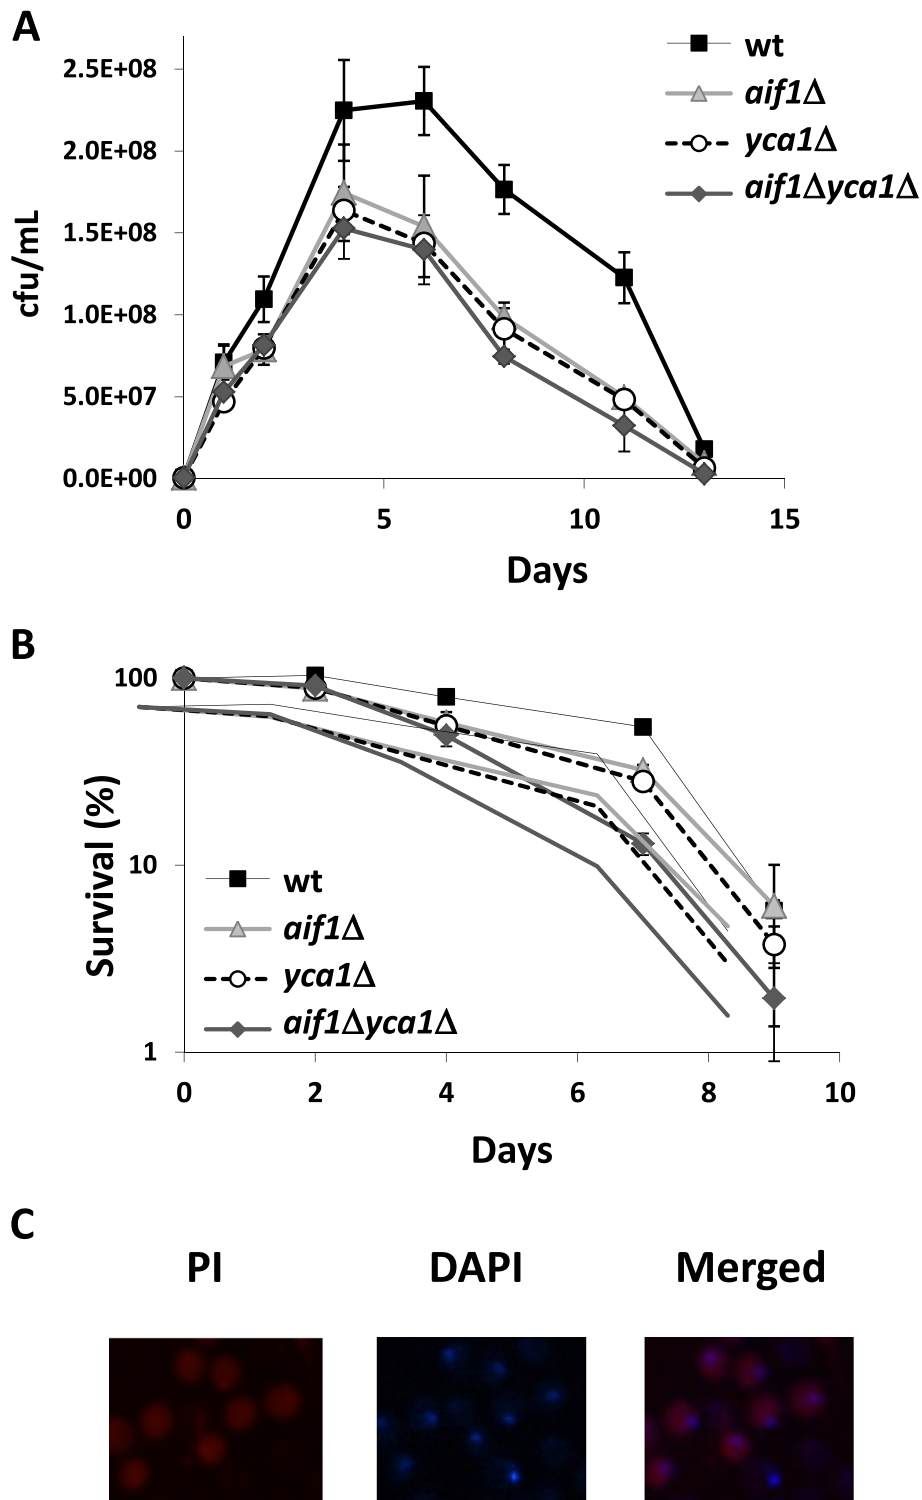 A
wt
aif1Δ
yca1Δ
aif1Δyca1Δ
2.5E+08
2.0E+08
1.5E+08
1.0E+08
5.0E+07
0.0E+00
cfu/mL
0 5 10 15
Days
B
100
10
1
Survival (%)
wt
aif1Δ
yca1Δ
aif1Δyca1Δ
0 2 4 6 8 10
Days
C
PI DAPI Merged